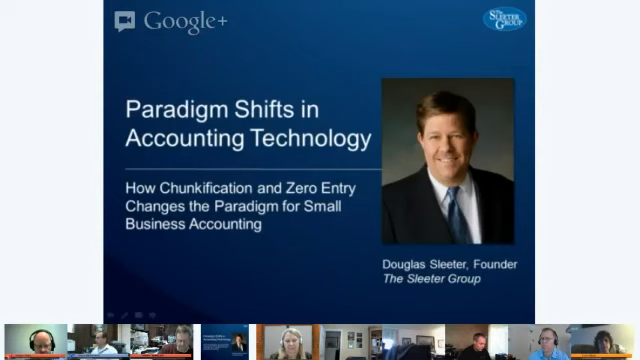 Google+
The
SLEETER
GROUP
Paradigm Shifts in
Accounting Technology
How Chunkification and Zero Entry
Changes the Paradigm for Small
Business Accounting
Douglas Sleeter, Founder
The Sleeter Group